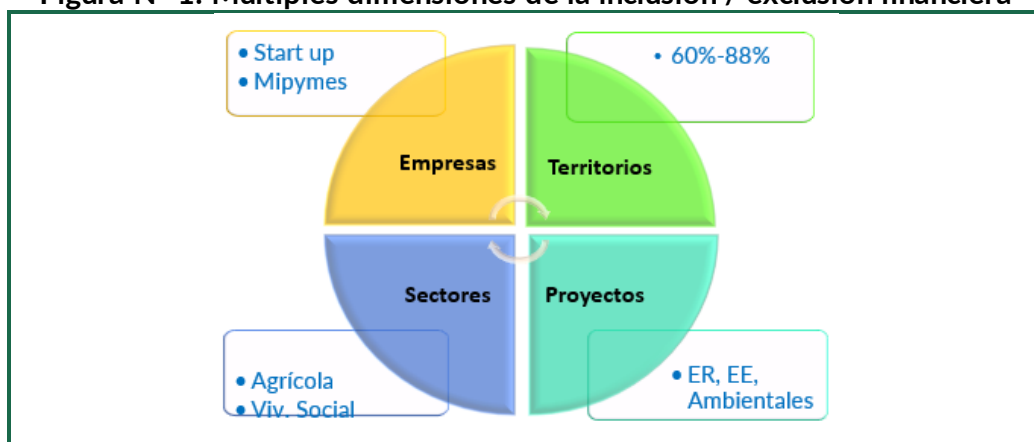 Figura N° 1: Múltiples dimensiones de la inclusión / exclusión financiera
• Start up
• Mipymes
• 60%-88%
Empresas
Territorios
Sectores
Proyectos
• Agrícola
• Viv. Social
• ER, EE,
Ambientales